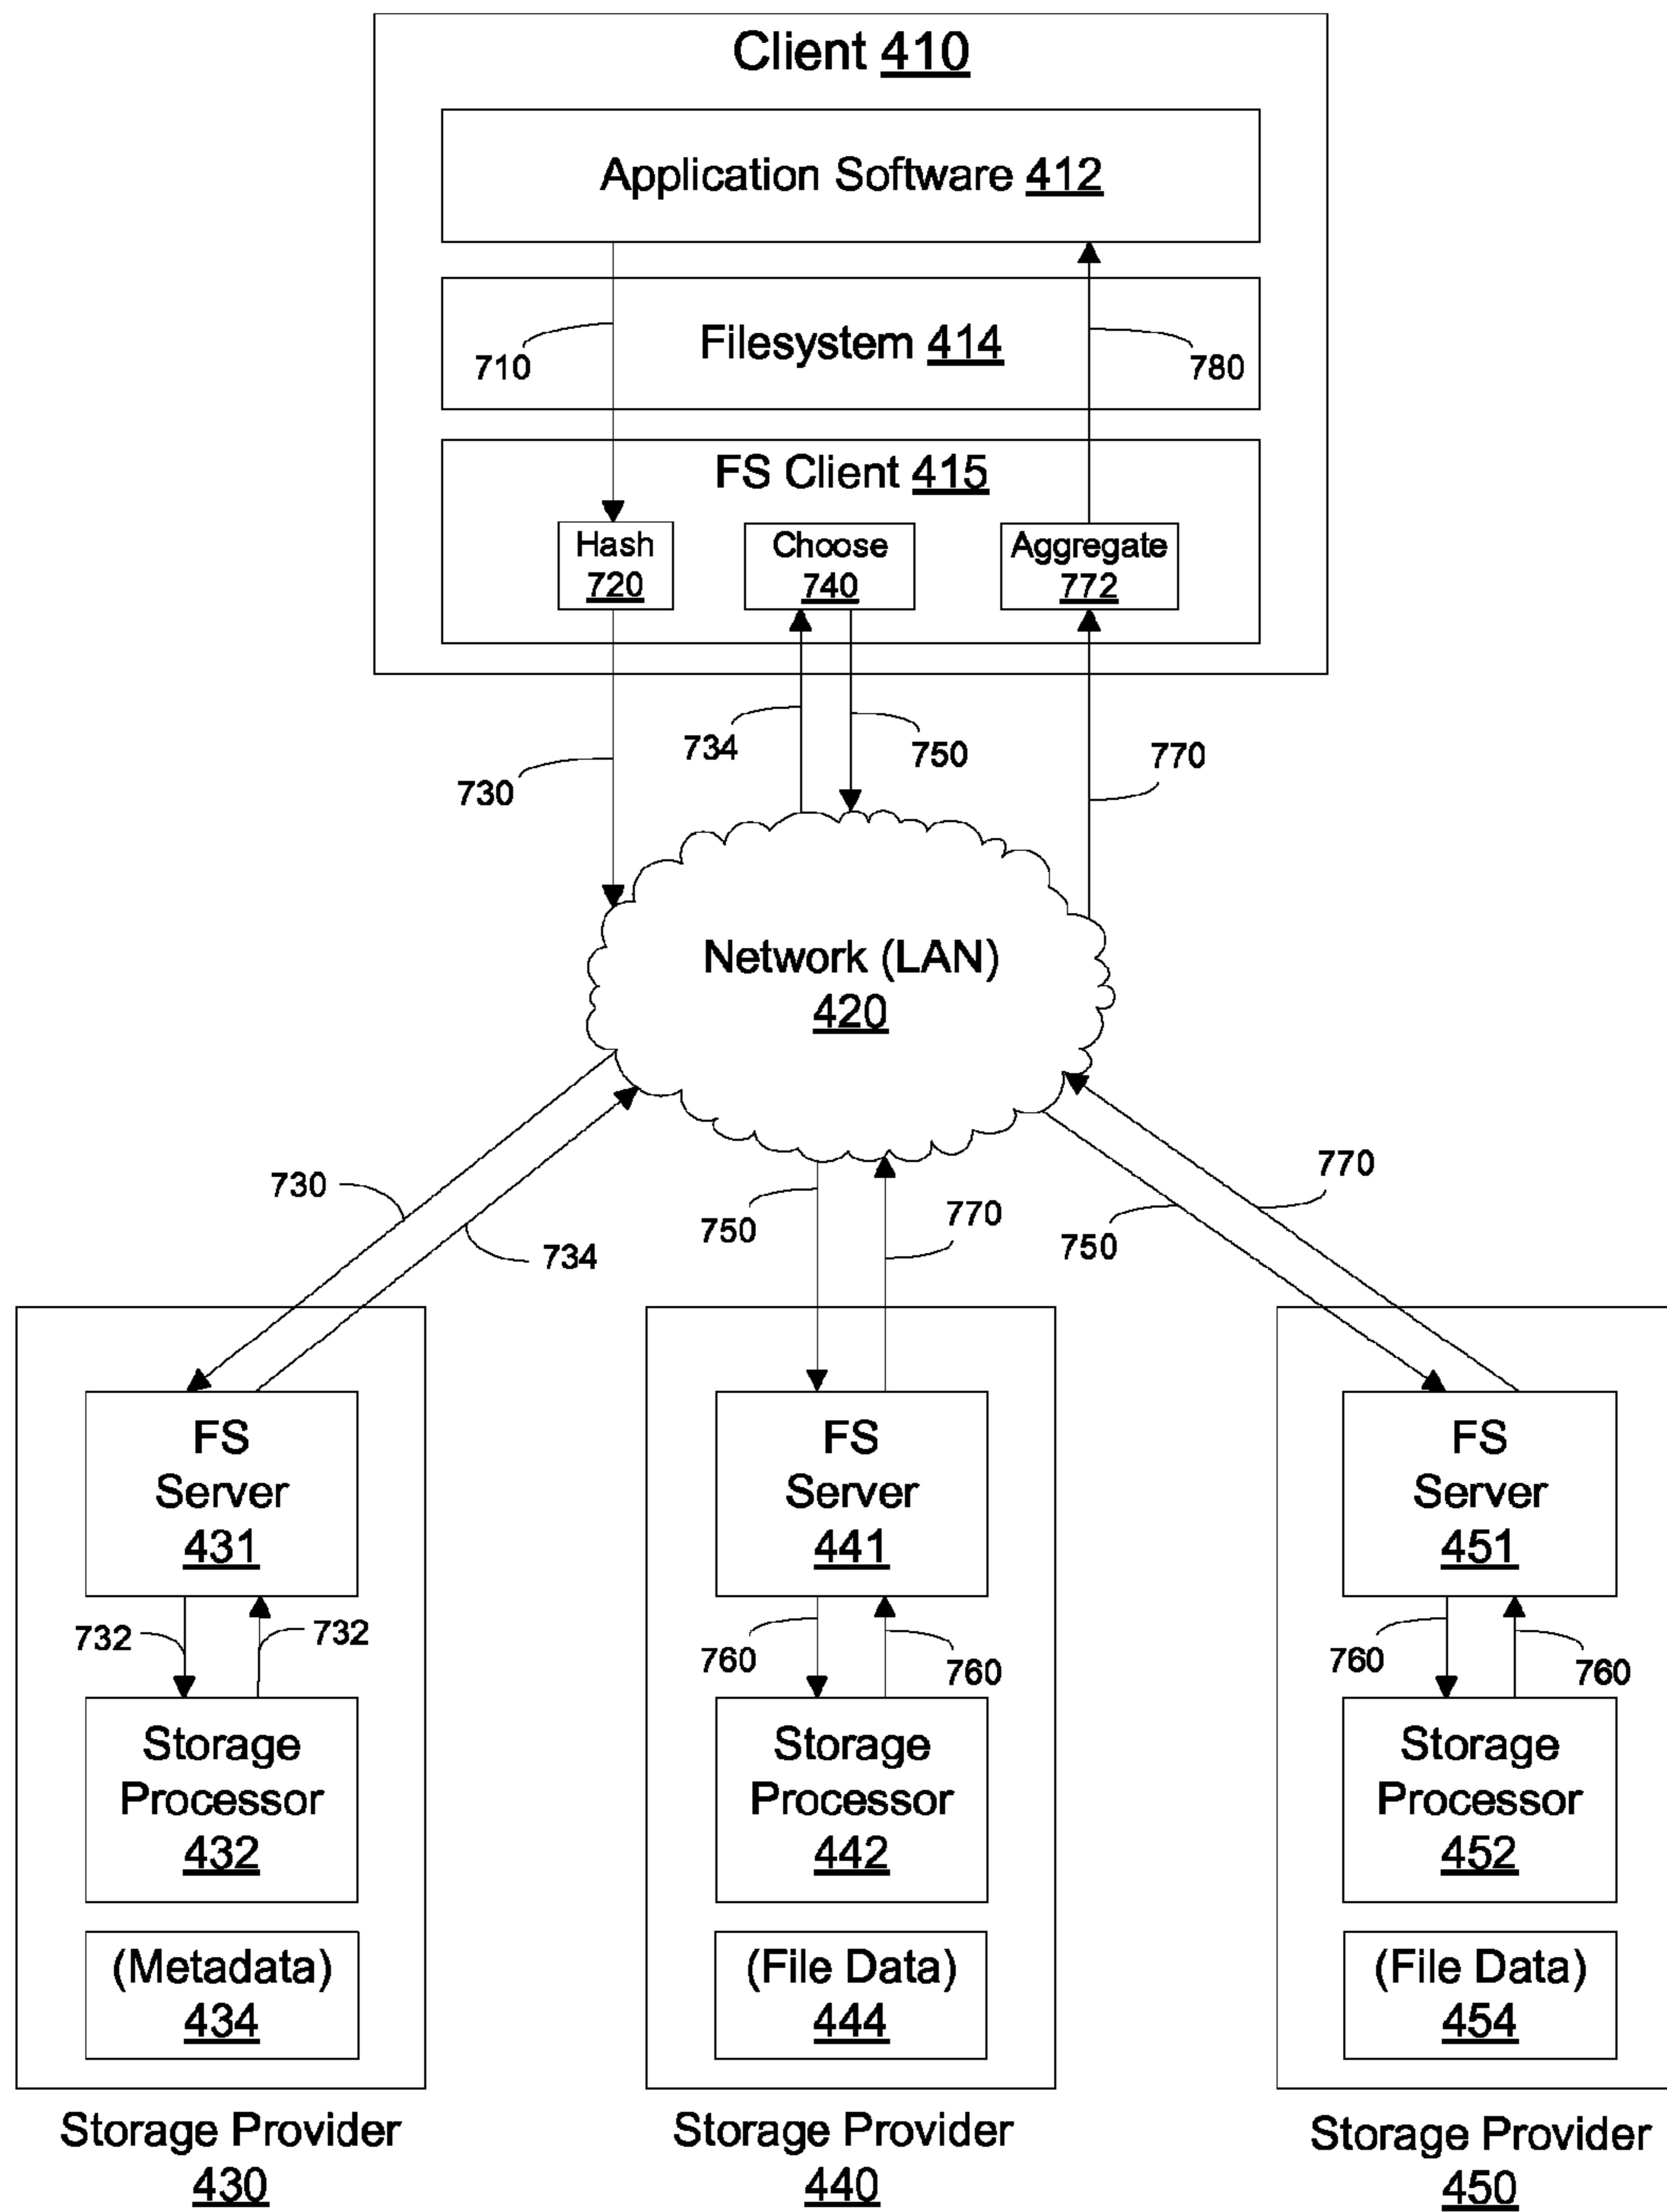 Client 410
Application Software 412
Filesystem 414
710
780
FS Client 415
Hash
720
Choose
740
Aggregate
772
734
750
770
730
Network (LAN)
420
730
734
750
770
750
770
FS
Server
431
FS
Server
441
FS
Server
451
732
732
760
760
760
760
Storage
Processor
432
Storage
Processor
442
Storage
Processor
452
(Metadata)
434
(File Data)
444
(File Data)
454
Storage Provider
430
Storage Provider
440
Storage Provider
450